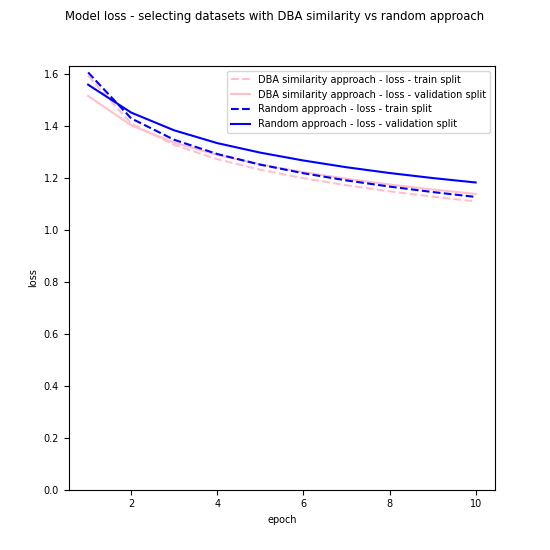 Model loss - selecting datasets with DBA similarity vs random approach
DBA similarity approach - loss - train split
DBA similarity approach - loss - validation split
Random approach - loss - train split
Random approach - loss - validation split
1.6
1.4
1.2
1.0
0.8
0.6
0.4
0.2
0.0
loss
2 4 6 8 10
epoch